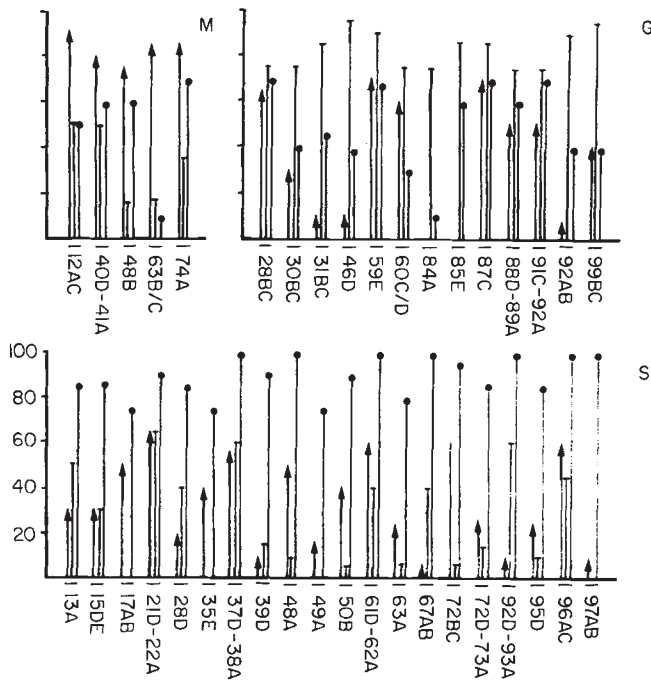 M
G
12AC
40D-41A
48B
63B/C
74A
28BC
30BC
31BC
46D
59E
60C/D
84A
85E
87C
88D-89A
91C-92A
92AB
99BC
S
100
80
60
40
20
13A
15DE
17AB
21D-22A
28D
35E
37D-38A
39D
48A
49A
50B
61D-62A
63A
67AB
72BC
72D-73A
92D-93A
95D
96AC
97AB